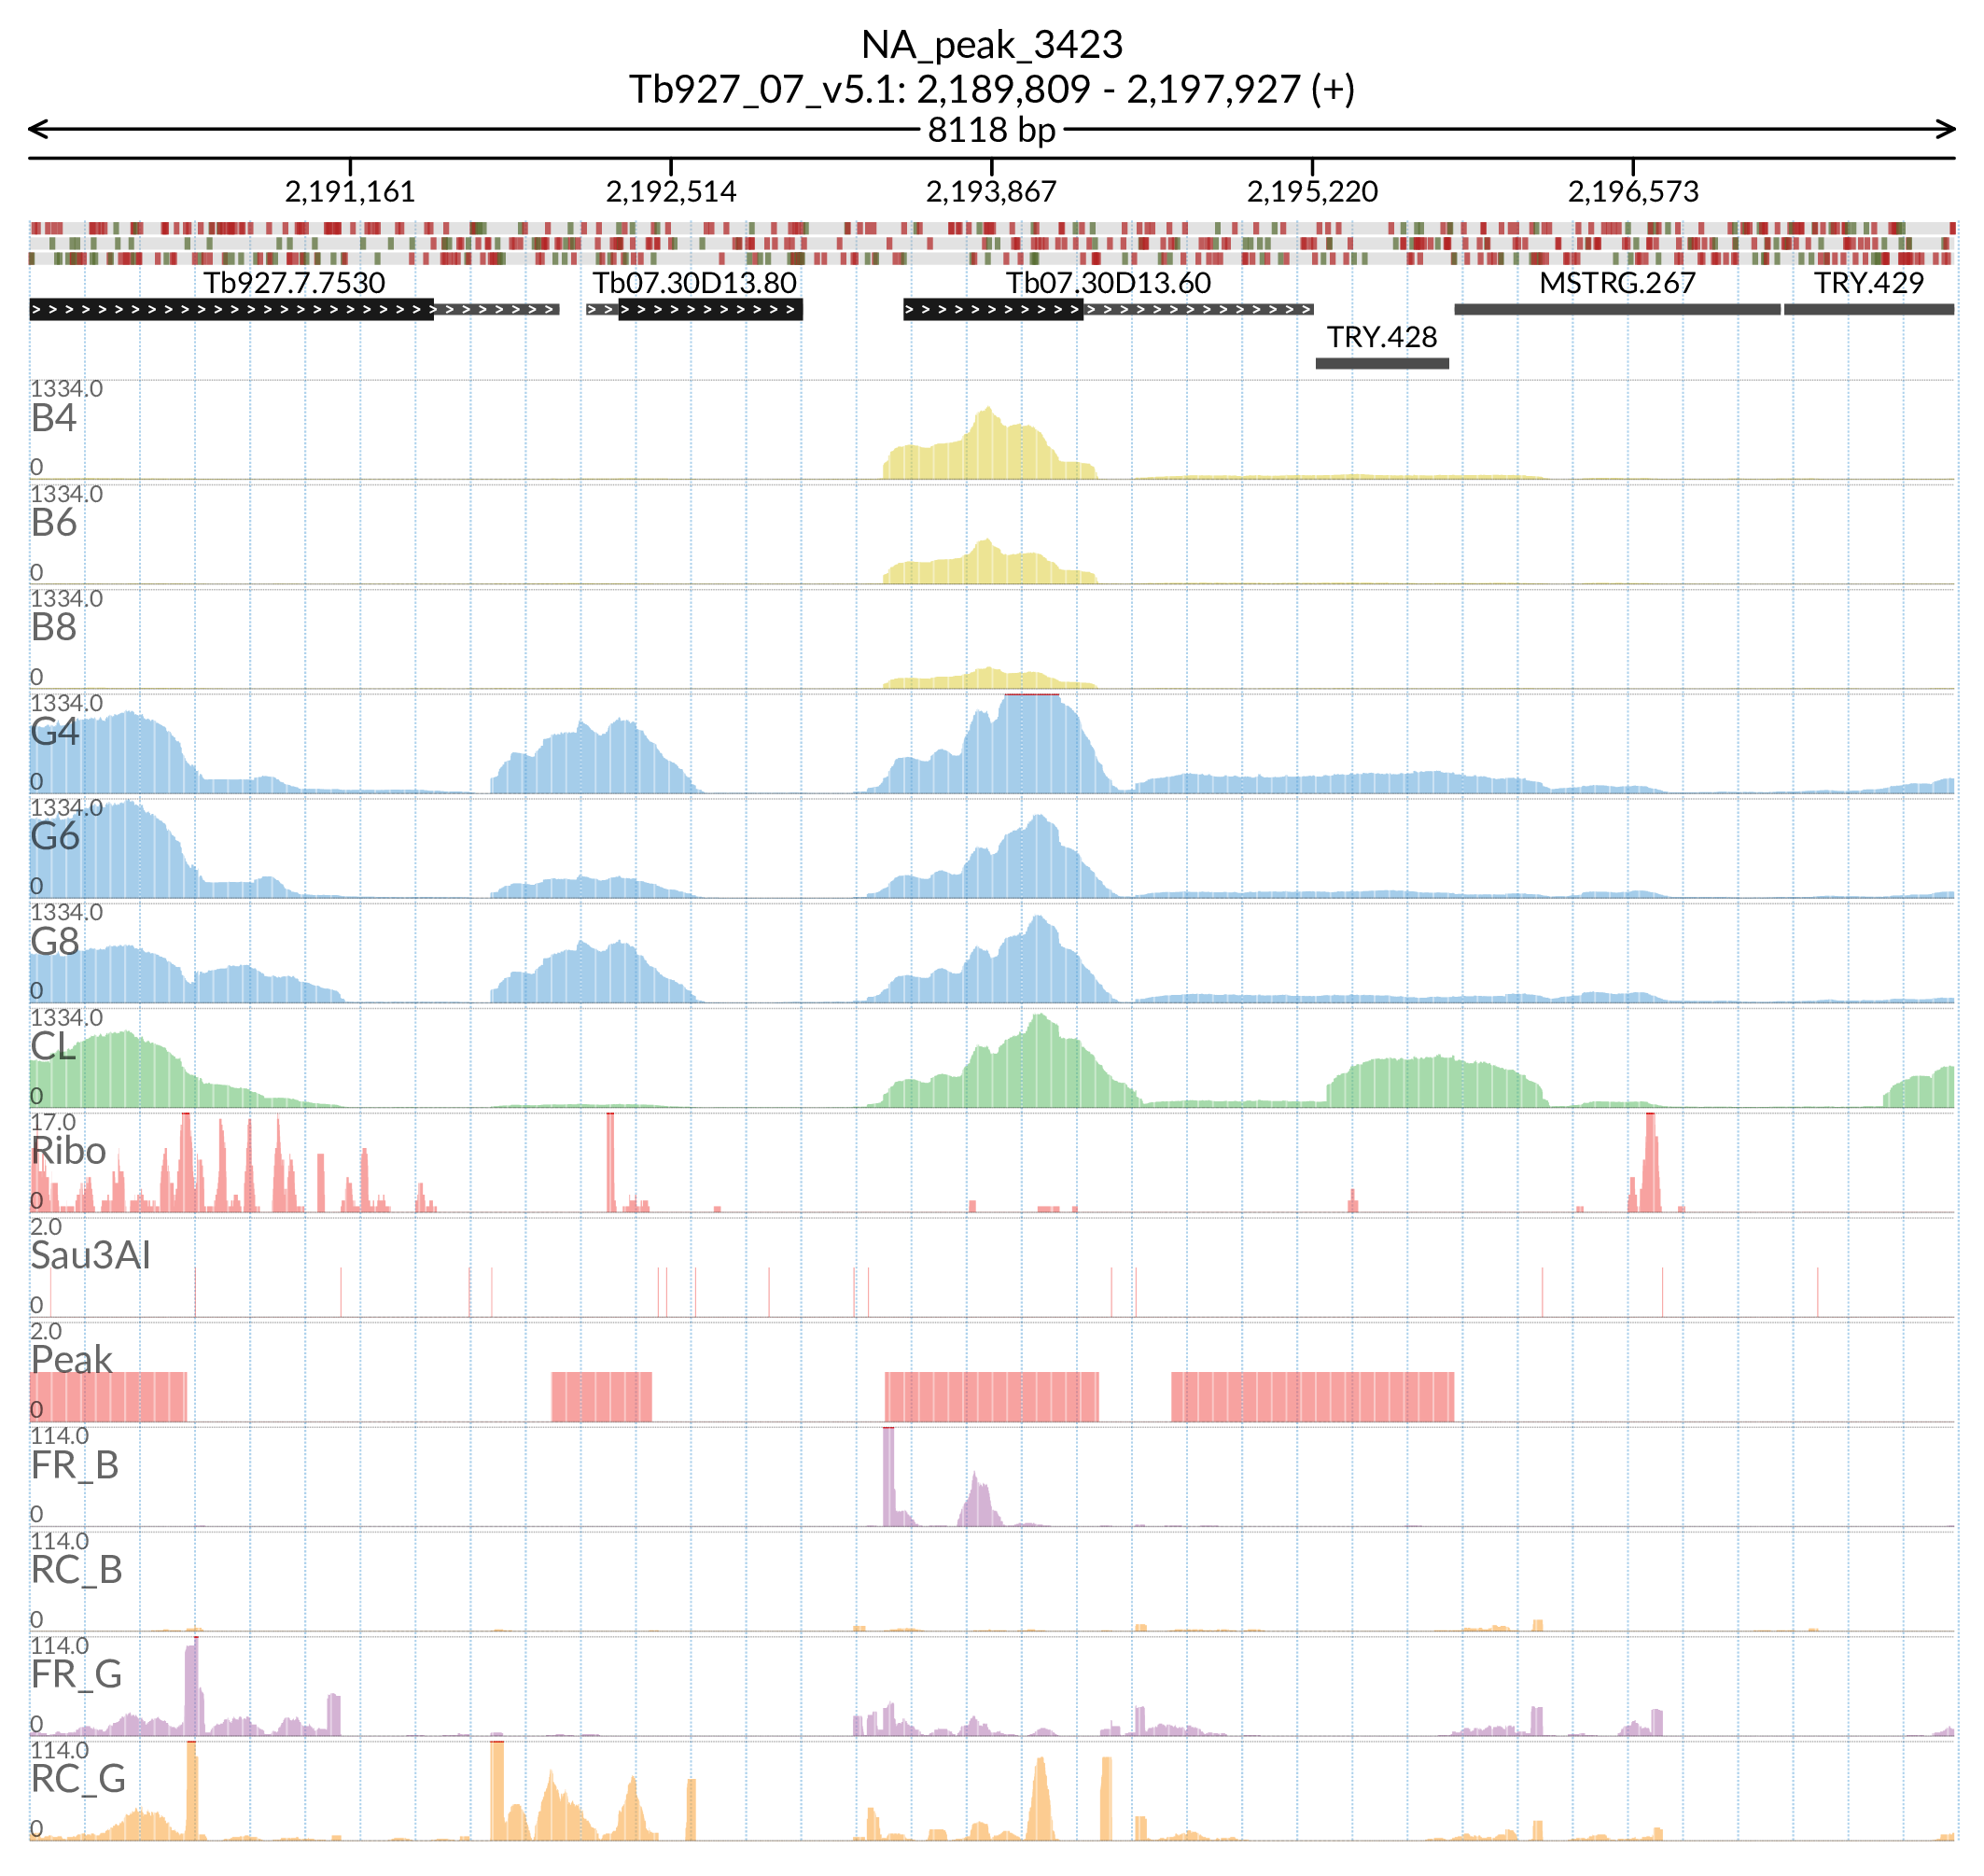 NA_peak_3423
Tb927_07_v5.1: 2,189,809 - 2,197,927 (+)
8118 bp
2,191,161 2,192,514 2,193,867 2,195,220 2,196,573
Tb927.7.7530 Tb07.30D13.80 Tb07.30D13.60 MSTRG.267 TRY.429
TRY.428
1334.0
B4
0
1334.0
B6
0
1334.0
B8
0
1334.0
G4
0
1334.0
G6
0
1334.0
G8
0
1334.0
CL
0
17.0
Ribo
0
2.0
Sau3AI
0
2.0
Peak
0
114.0
FR_B
0
114.0
RC_B
0
114.0
FR_G
0
114.0
RC_G
0